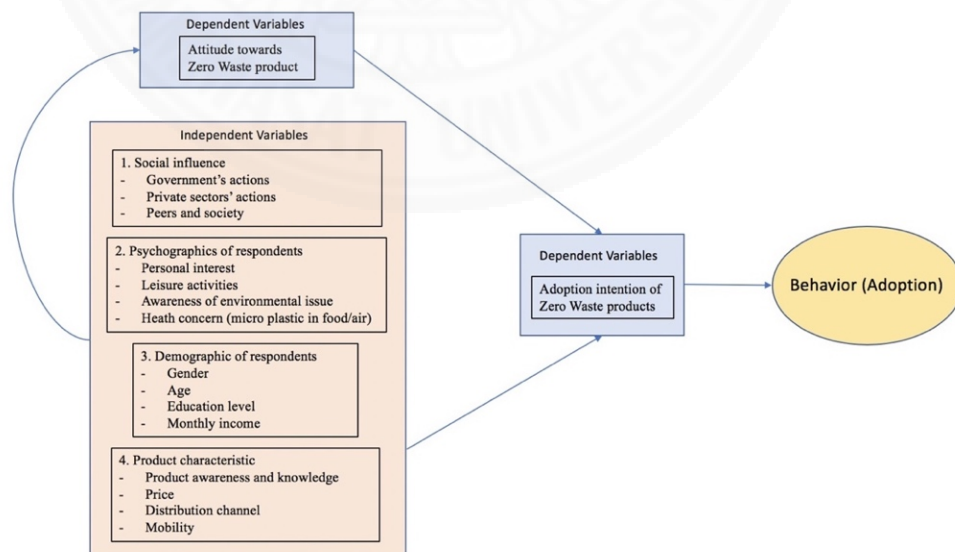 Dependent Variables
Attitude towards
Zero Waste product
Independent Variables
1. Social influence
- Government's actions
- Private sectors' actions
- Peers and society
2. Psychographics of respondents
- Personal interest
- Leisure activities
- Awareness of environmental issue
- Heath concern (micro plastic in food/air)
3. Demographic of respondents
- Gender
- Age
- Education level
- Monthly income
4. Product characteristic
- Product awareness and knowledge
- Price
- Distribution channel
- Mobility
Dependent Variables
Adoption intention of
Zero Waste products
Behavior (Adoption)
UNIVERSI